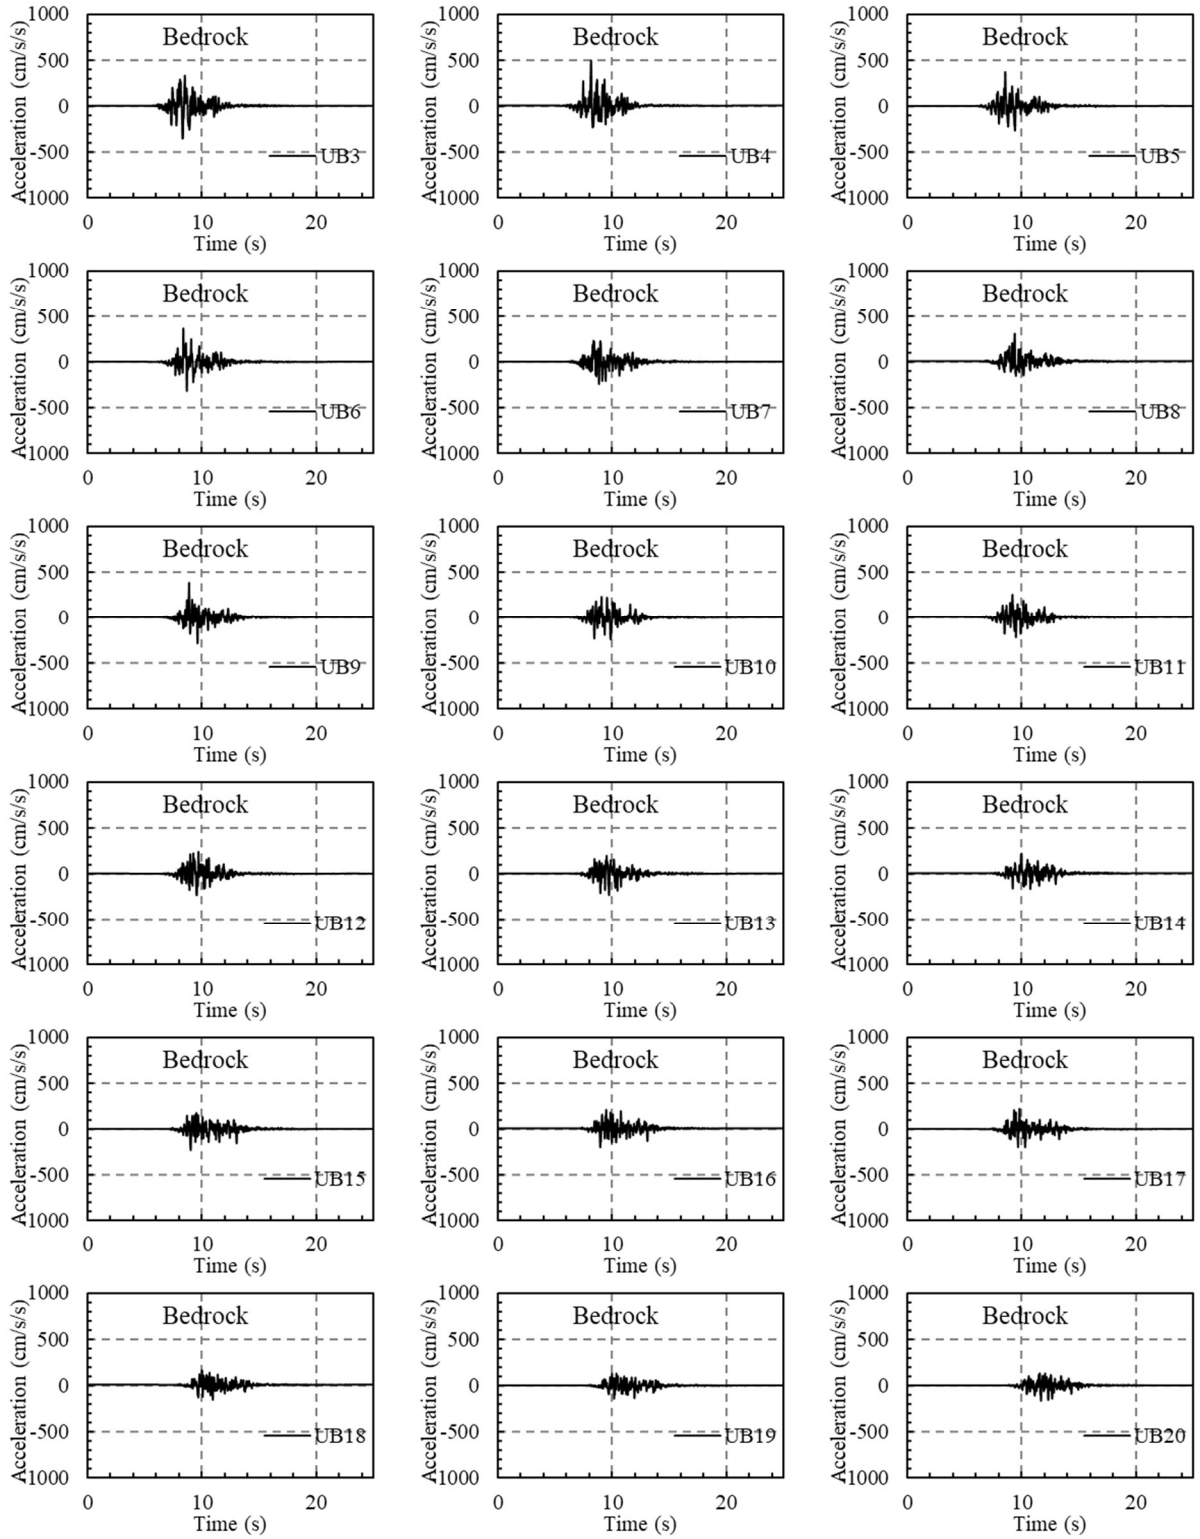 Acceleration (cm/s/s)
1000
Bedrock
500
0
-500
UB3
-1000
0 10 20
Time (s)
Acceleration (cm/s/s)
1000
Bedrock
500
0
-500
UB4
-1000
0 10 20
Time (s)
Acceleration (cm/s/s)
1000
Bedrock
500
0
-500
UB5
-1000
0 10 20
Time (s)
Acceleration (cm/s/s)
1000
Bedrock
500
0
-500
UB6
-1000
0 10 20
Time (s)
Acceleration (cm/s/s)
1000
Bedrock
500
0
-500
UB7
-1000
0 10 20
Time (s)
Acceleration (cm/s/s)
1000
Bedrock
500
0
-500
UB8
-1000
0 10 20
Time (s)
Acceleration (cm/s/s)
1000
Bedrock
500
0
-500
UB9
-1000
0 10 20
Time (s)
Acceleration (cm/s/s)
1000
Bedrock
500
0
-500
UB10
-1000
0 10 20
Time (s)
Acceleration (cm/s/s)
1000
Bedrock
500
0
-500
UB11
-1000
0 10 20
Time (s)
Acceleration (cm/s/s)
1000
Bedrock
500
0
-500
UB12
-1000
0 10 20
Time (s)
Acceleration (cm/s/s)
1000
Bedrock
500
0
-500
UB13
-1000
0 10 20
Time (s)
Acceleration (cm/s/s)
1000
Bedrock
500
0
-500
UB14
-1000
0 10 20
Time (s)
Acceleration (cm/s/s)
1000
Bedrock
500
0
-500
UB15
-1000
0 10 20
Time (s)
Acceleration (cm/s/s)
1000
Bedrock
500
0
-500
UB16
-1000
0 10 20
Time (s)
Acceleration (cm/s/s)
1000
Bedrock
500
0
-500
UB17
-1000
0 10 20
Time (s)
Acceleration (cm/s/s)
1000
Bedrock
500
0
-500
UB18
-1000
0 10 20
Time (s)
Acceleration (cm/s/s)
1000
Bedrock
500
0
-500
UB19
-1000
0 10 20
Time (s)
Acceleration (cm/s/s)
1000
Bedrock
500
0
-500
UB20
-1000
0 10 20
Time (s)